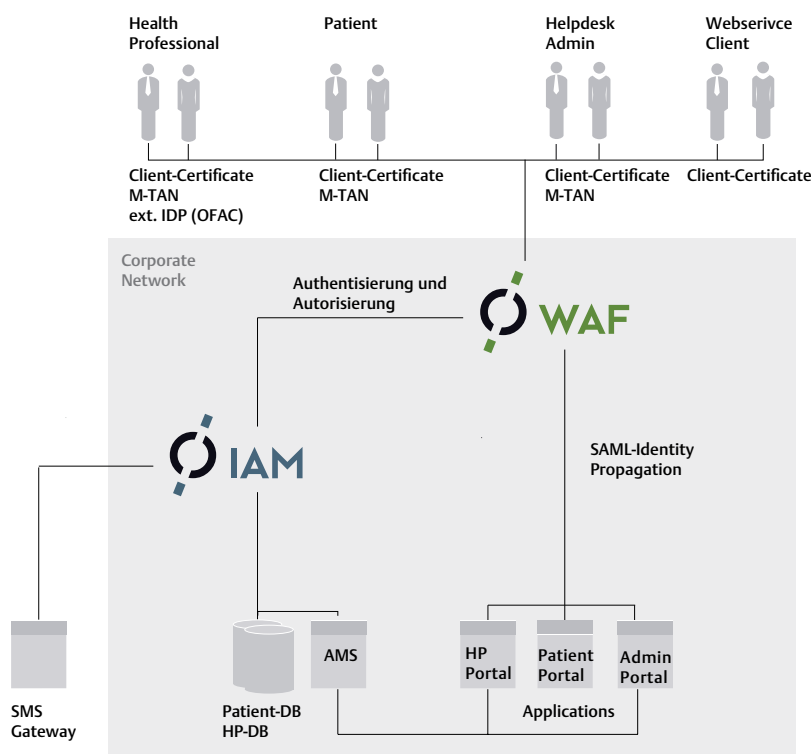 Health
Professional
Patient
Helpdesk
Admin
Webserivce
Client
Client-Certificate
M-TAN
ext. IDP (OFAC)
Client-Certificate
M-TAN
Client-Certificate
M-TAN
Client-Certificate
Corporate
Network
Authentisierung und
Autorisierung
WAF
IAM
SAML-Identity
Propagation
SMS
Gateway
Patient-DB
HP-DB
AMS
HP
Portal
Patient
Portal
Admin
Portal
Applications